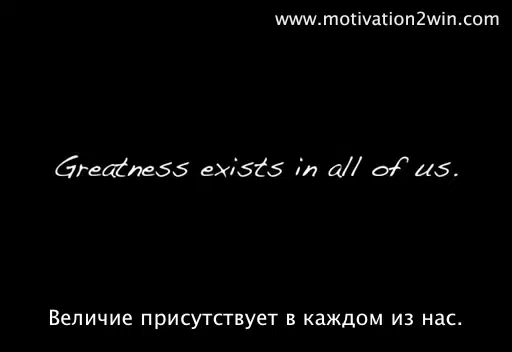 www.motivation2win.com
Greatness exists in all of us.
Величие присутствует в каждом из нас.